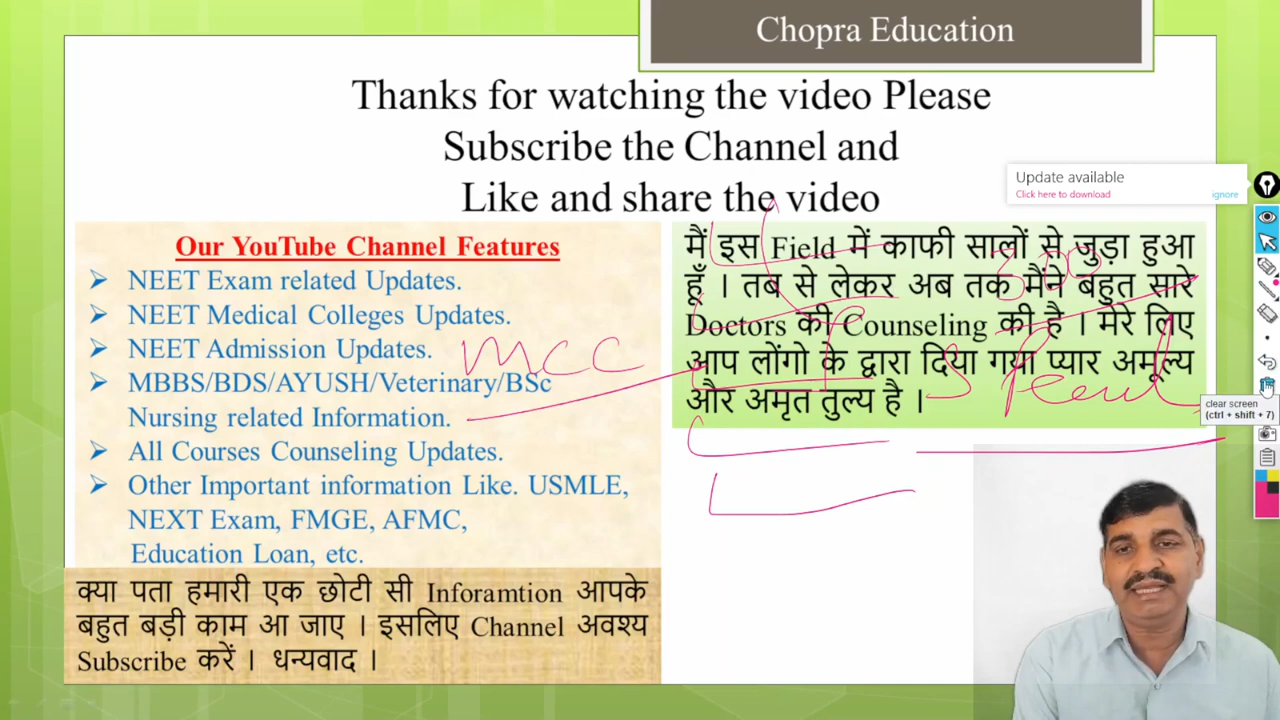 Chopra Education
Thanks for watching the video Please
Subscribe the Channel and
Like and share the video
Update available
Click here to download
ignore
Our YouTube Channel Features
NEET Exam related Updates.
NEET Medical Colleges Updates.
NEET Admission Updates.
MBBS/BDS/AYUSH/Veterinary/BSc
Nursing related Information.
All Courses Counseling Updates.
Other Important information Like. USMLE,
NEXT Exam, FMGE, AFMC,
Education Loan, etc.
MCC
मैं इस Field में काफी सालों से जुड़ा हुआ
हूँ । तब से लेकर अब तक मैंने बहुत सारे
Doctors की Counseling की है । मेरे लिए
आप लोंगो के द्वारा दिया गया प्यार अमूल्य
और अमृत तुल्य है ।
clear screen
(ctrl + shift + 7)
क्या पता हमारी एक छोटी सी Inforamtion आपके
बहुत बड़ी काम आ जाए । इसलिए Channel अवश्य
Subscribe करें । धन्यवाद ।